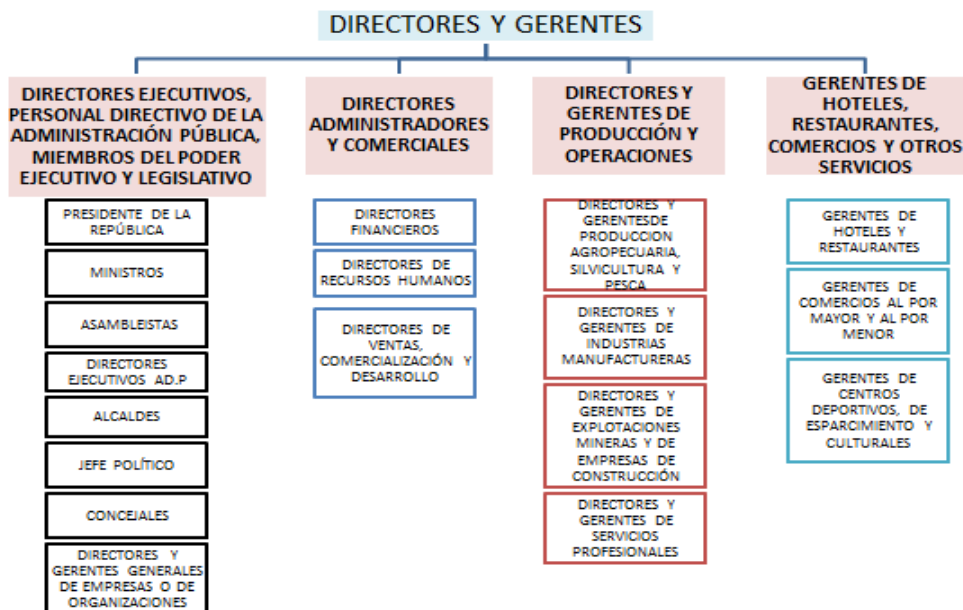 DIRECTORES Y GERENTES
DIRECTORES EJECUTIVOS,
PERSONAL DIRECTIVO DE LA
ADMINISTRACIÓN PÚBLICA,
MIEMBROS DEL PODER
EJECUTIVO Y LEGISLATIVO
PRESIDENTE DE LA
REPÚBLICA
MINISTROS
ASAMBLEISTAS
DIRECTORES
EJECUTIVOS AD.P
ALCALDES
JEFE POLÍTICO
CONCEJALES
DIRECTORES Y
GERENTES GENERALES
DE EMPRESAS O DE
ORGANIZACIONES
DIRECTORES
ADMINISTRADORES
Y COMERCIALES
DIRECTORES
FINANCIEROS
DIRECTORES DE
RECURSOS HUMANOS
DIRECTORES DE
VENTAS,
COMERCIALIZACIÓN Y
DESARROLLO
DIRECTORES Y
GERENTES DE
PRODUCCIÓN Y
OPERACIONES
DIRECTORES Y
GERENTESDE
PRODUCCION
AGROPECUARIA,
SILVICULTURA Y
PESCA
DIRECTORES Y
GERENTES DE
INDUSTRIAS
MANUFACTURERAS
DIRECTORES Y
GERENTES DE
EXPLOTACIONES
MINERAS Y DE
EMPRESAS DE
CONSTRUCCIÓN
DIRECTORES Y
GERENTES DE
SERVICIOS
PROFESIONALES
GERENTES DE
HOTELES,
RESTAURANTES,
COMERCIOS Y OTROS
SERVICIOS
GERENTES DE
HOTELES Y
RESTAURANTES
GERENTES DE
COMERCIOS AL POR
MAYOR Y AL POR
MENOR
GERENTES DE
CENTROS
DEPORTIVOS, DE
ESPARCIMIENTO Y
CULTURALES